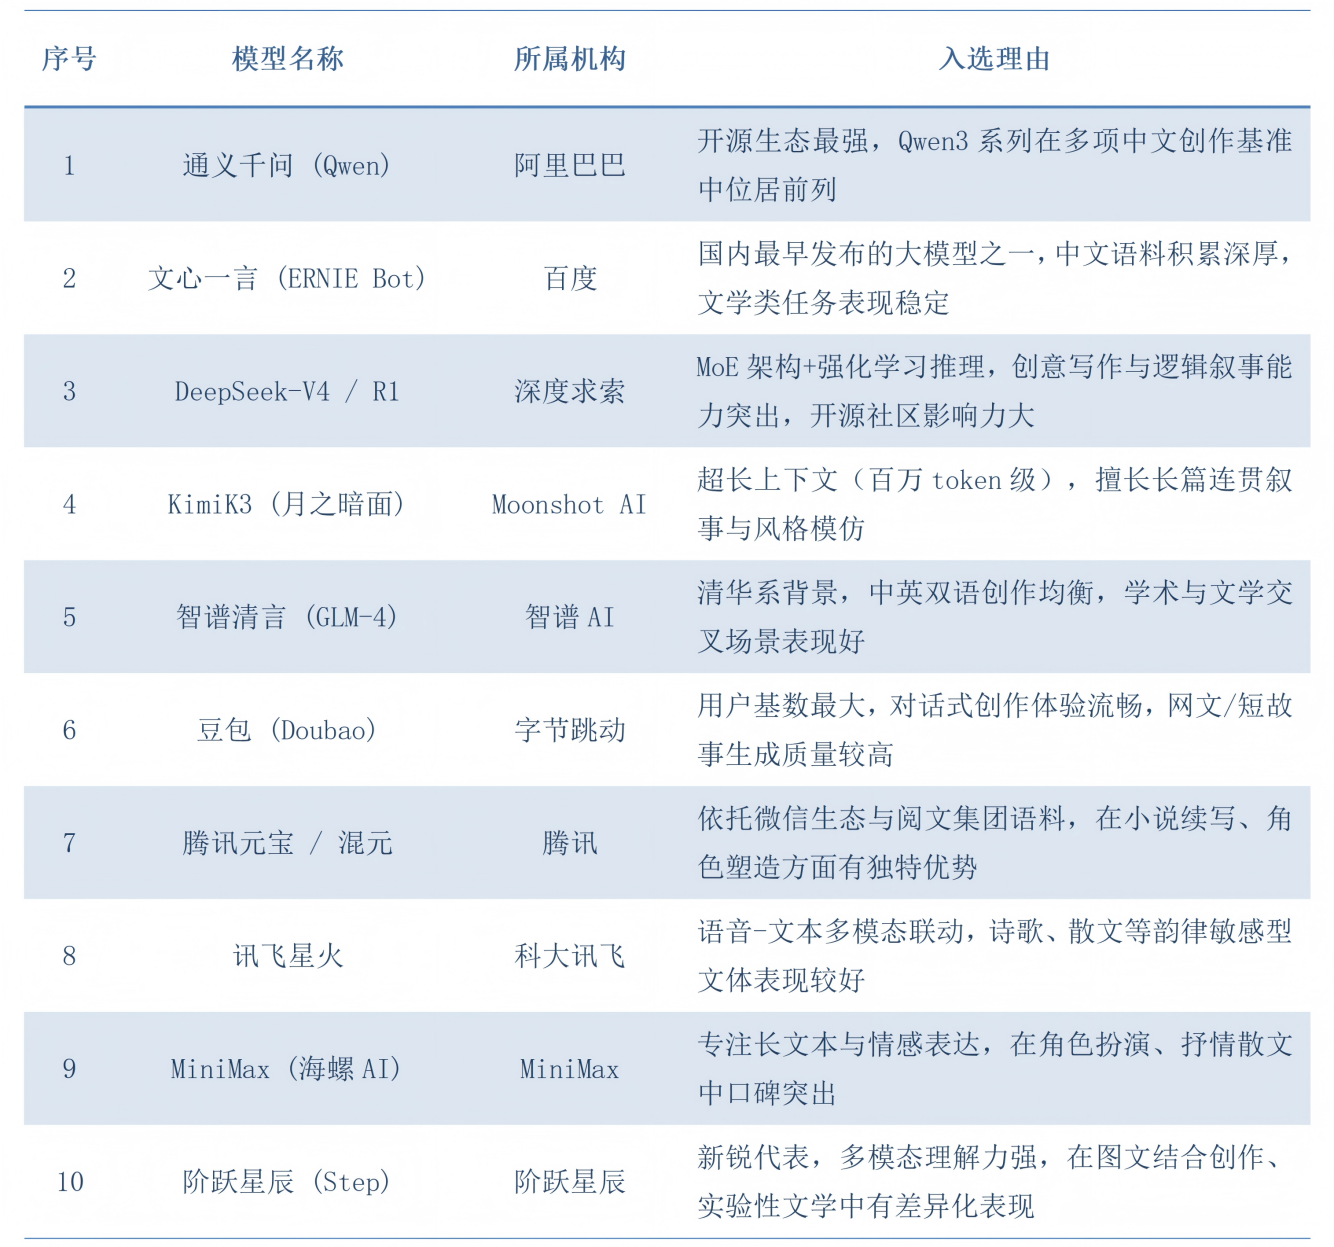 序号 模型名称 所属机构 入选理由
1 通义千问 (Qwen) 阿里巴巴 开源生态最强，Qwen3 系列在多项中文创作基准
中位居前列
2 文心一言 (ERNIE Bot) 百度 国内最早发布的大模型之一，中文语料积累深厚，
文学类任务表现稳定
3 DeepSeek-V4 / R1 深度求索 MoE 架构+强化学习推理，创意写作与逻辑叙事能
力突出，开源社区影响力大
4 KimiK3 (月之暗面) Moonshot AI 超长上下文（百万 token 级），擅长长篇连贯叙
事与风格模仿
5 智谱清言 (GLM-4) 智谱 AI 清华系背景，中英双语创作均衡，学术与文学交
叉场景表现好
6 豆包 (Doubao) 字节跳动 用户基数最大，对话式创作体验流畅，网文/短故
事生成质量较高
7 腾讯元宝 / 混元 腾讯 依托微信生态与阅文集团语料，在小说续写、角
色塑造方面有独特优势
8 讯飞星火 科大讯飞 语音-文本多模态联动，诗歌、散文等韵律敏感型
文体表现较好
9 MiniMax (海螺 AI) MiniMax 专注长文本与情感表达，在角色扮演、抒情散文
中口碑突出
10 阶跃星辰 (Step) 阶跃星辰 新锐代表，多模态理解力强，在图文结合创作、
实验性文学中有差异化表现